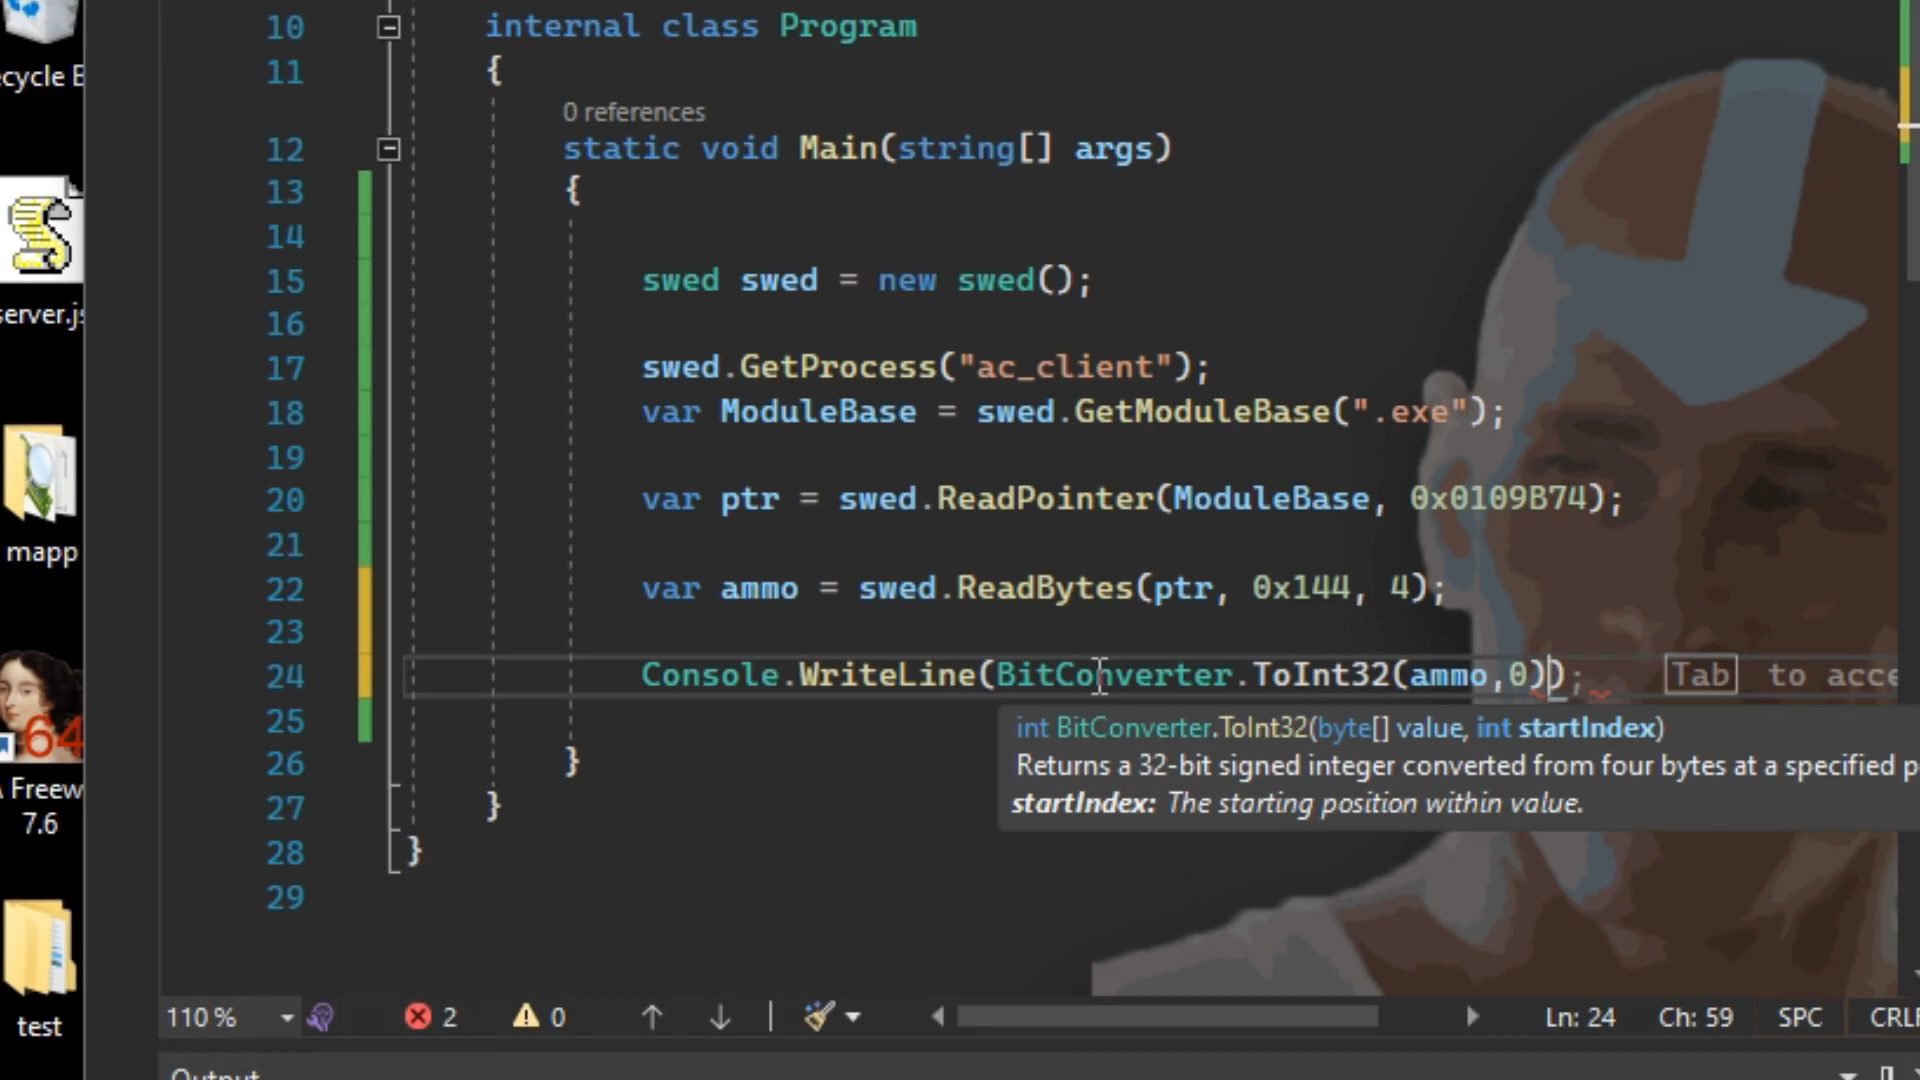 10 internal class Program
11 {
0 references
12 static void Main(string[] args)
13 {
14
15 swed swed = new swed();
16
17 swed.GetProcess("ac_client");
18 var ModuleBase = swed.GetModuleBase(".exe");
19
20 var ptr = swed.ReadPointer(ModuleBase, 0x0109B74);
21
22 var ammo = swed.ReadBytes(ptr, 0x144, 4);
23
24 Console.WriteLine(BitConverter.ToInt32(ammo,0)); Tab to acce
25
int BitConverter.ToInt32(byte[] value, int startIndex)
Returns a 32-bit signed integer converted from four bytes at a specified p
startIndex: The starting position within value.
26 }
27 }
28 }
29
110 % 2 0 Ln: 24 Ch: 59 SPC CRLF
Output
ecycle B
server.js
mapp
64
Freew
7.6
test